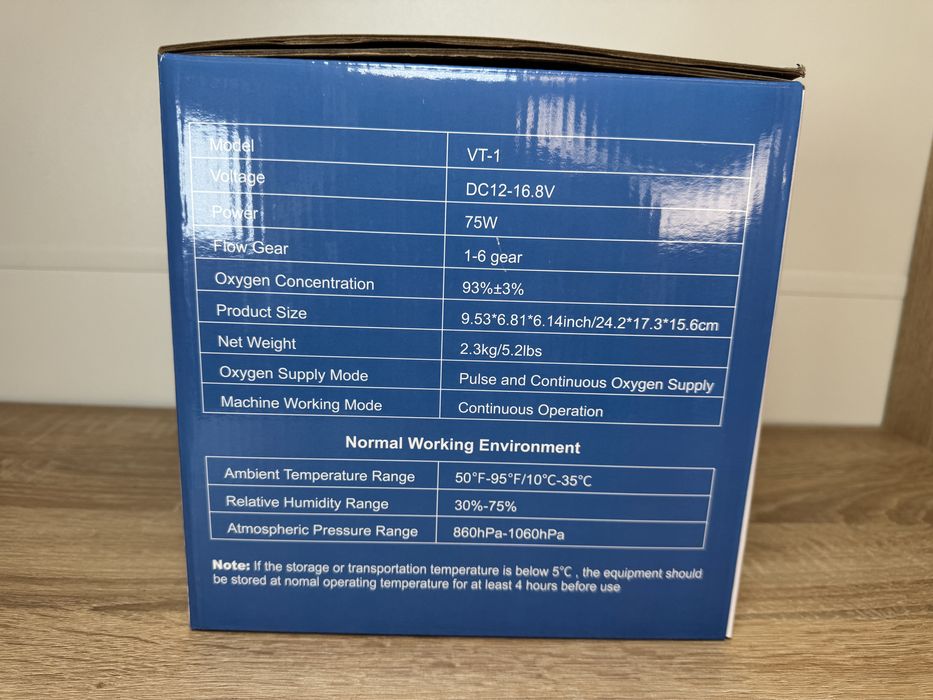 Model VT-1
Voltage DC12-16.8V
Power 75W
Flow Gear 1-6 gear
Oxygen Concentration 93%±3%
Product Size 9.53*6.81*6.14inch/24.2*17.3*15.6cm
Net Weight 2.3kg/5.2lbs
Oxygen Supply Mode Pulse and Continuous Oxygen Supply
Machine Working Mode Continuous Operation
Normal Working Environment
Ambient Temperature Range 50°F-95°F/10℃-35℃
Relative Humidity Range 30%-75%
Atmospheric Pressure Range 860hPa-1060hPa
Note: If the storage or transportation temperature is below 5℃ , the equipment should
be stored at nomal operating temperature for at least 4 hours before use